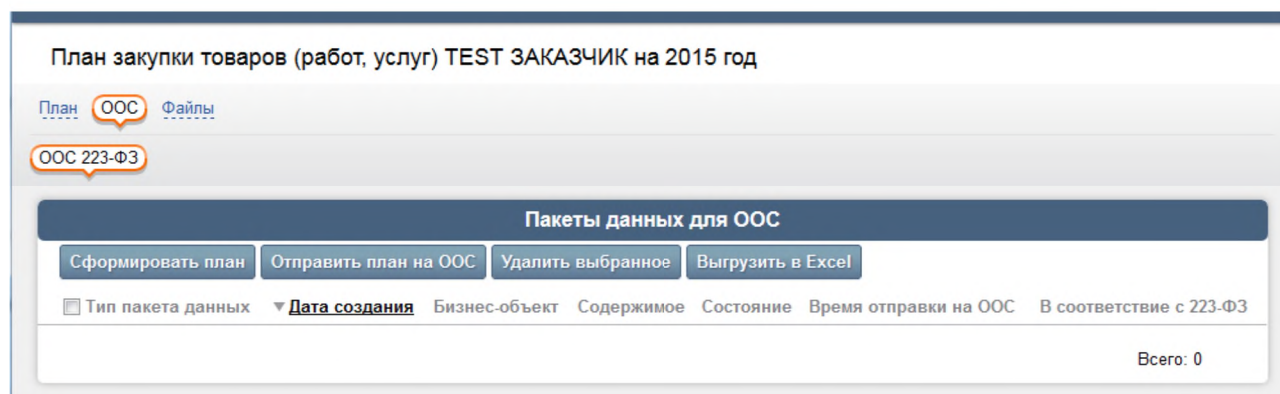 План закупки товаров (работ, услуг) TEST ЗАКАЗЧИК на 2015 год
План ООС Файлы
ООС 223-ФЗ
Пакеты данных для ООС
Сформировать план Отправить план на ООС Удалить выбранное Выгрузить в Excel
Тип пакета данных ▼Дата создания Бизнес-объект Содержимое Состояние Время отправки на ООС В соответствие с 223-ФЗ
Всего: 0